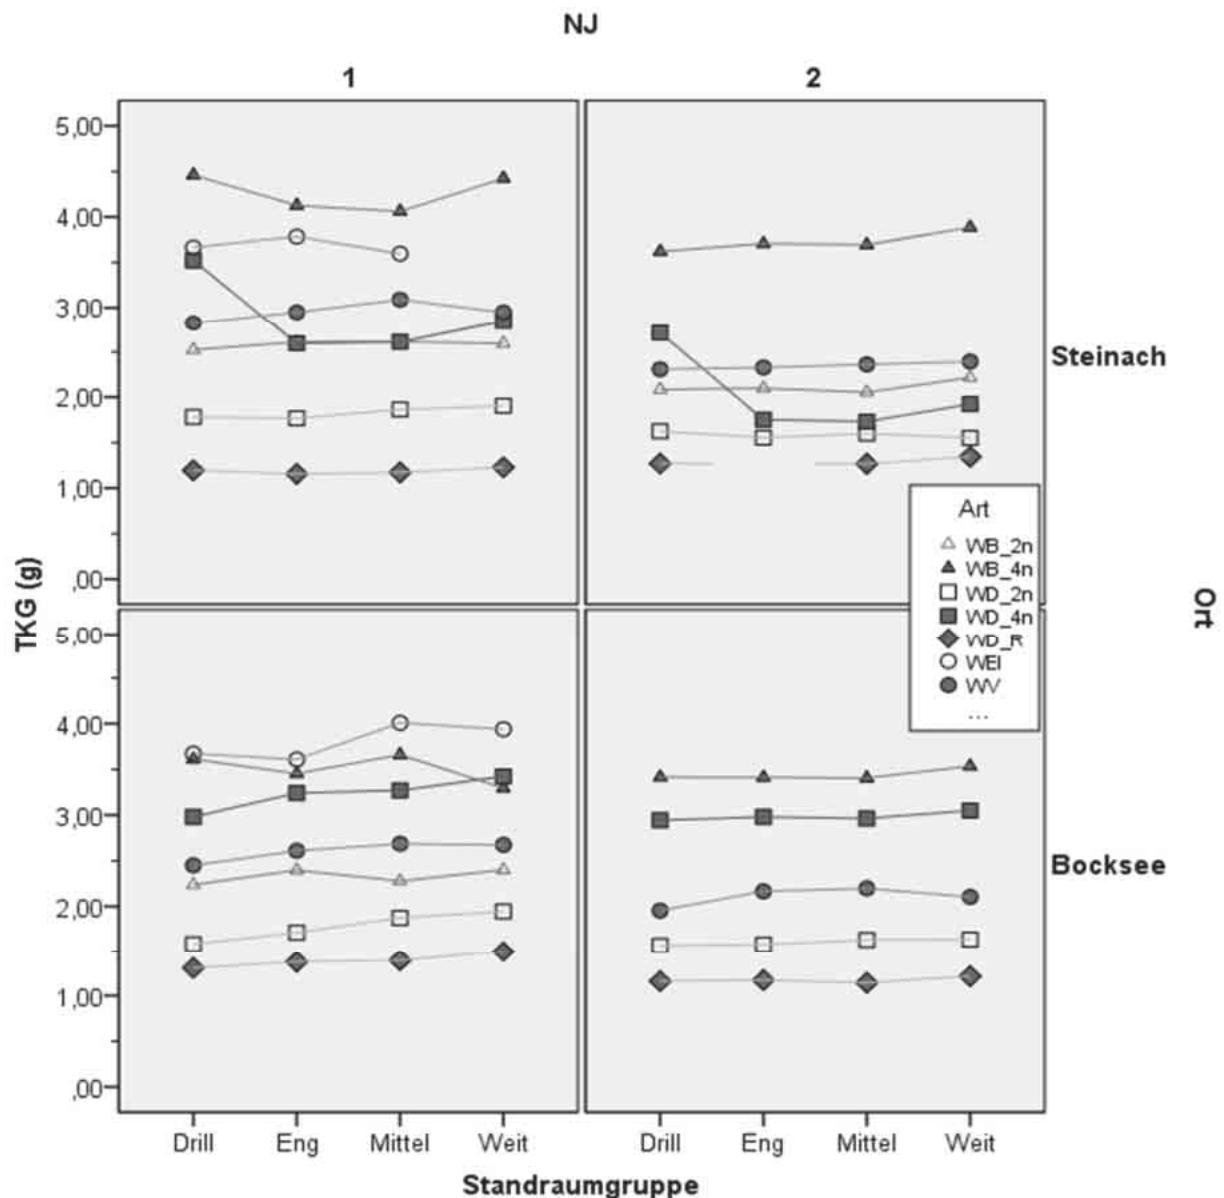 NJ
1
2
5,00
4,00
3,00
2,00
1,00
,00
Steinach
Art
WB_2n
WB_4n
WD_2n
WD_4n
WD_R
WEI
WV
...
TKG (g)
Ort
5,00
4,00
3,00
2,00
1,00
,00
Bocksee
Drill Eng Mittel Weit Drill Eng Mittel Weit
Standraumgruppe